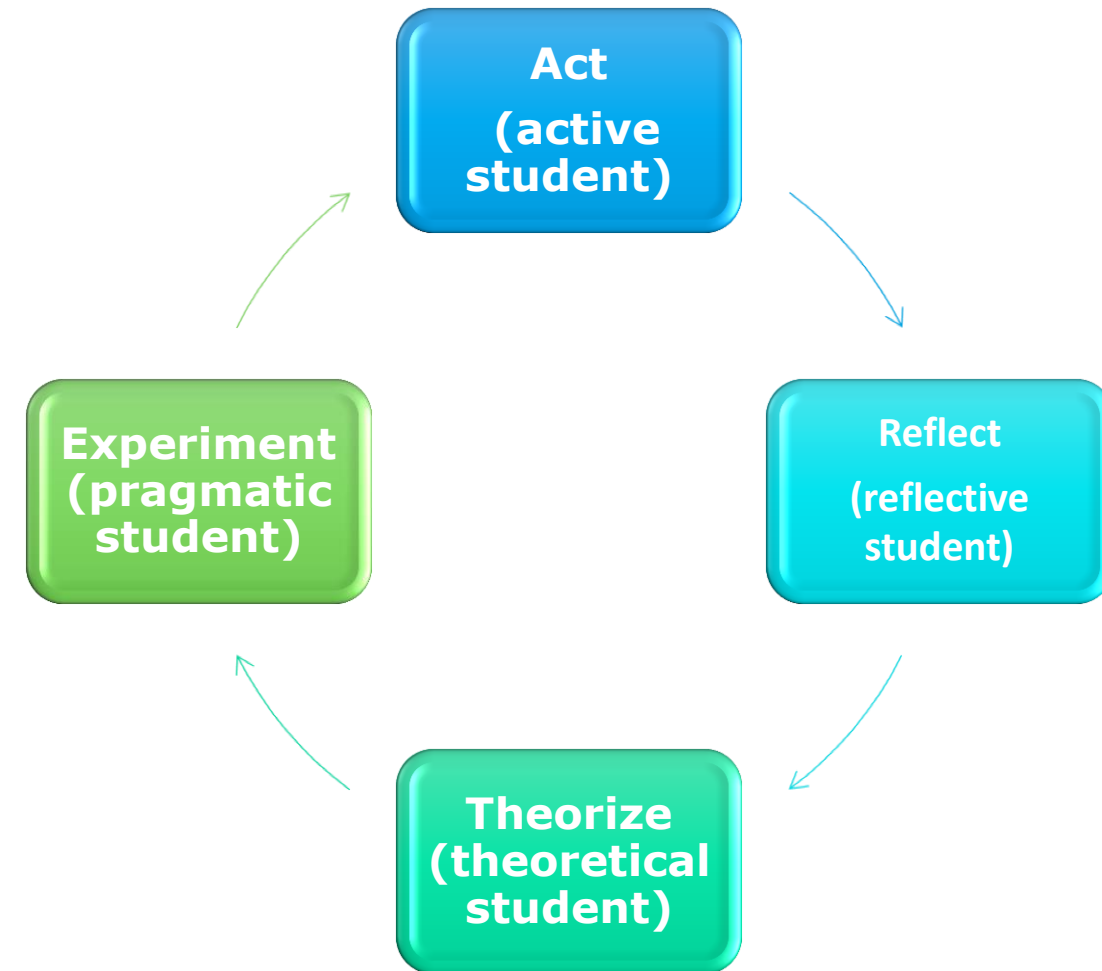 Act
(active
student)
Reflect
(reflective
student)
Theorize
(theoretical
student)
Experiment
(pragmatic
student)